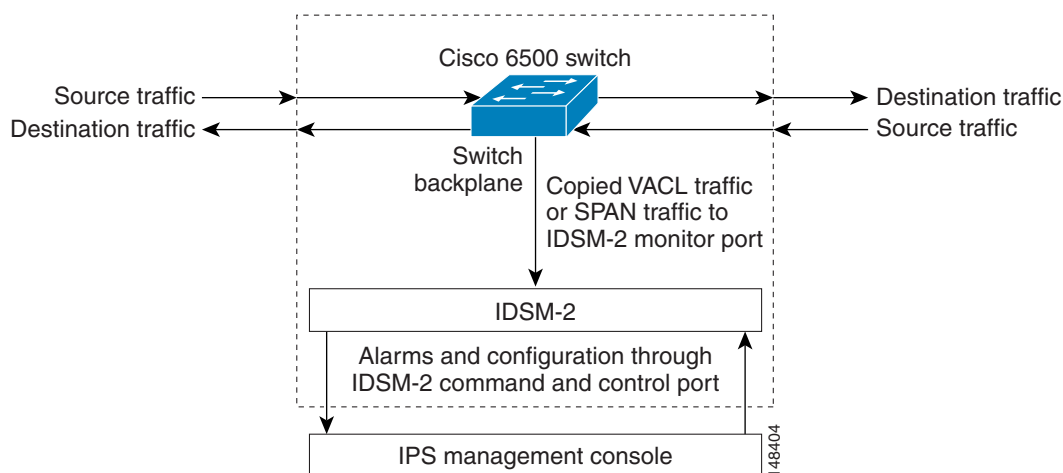 Cisco 6500 switch
Source traffic
Destination traffic
Destination traffic
Source traffic
Switch
backplane
Copied VACL traffic
or SPAN traffic to
IDSM-2 monitor port
IDSM-2
Alarms and configuration through
IDSM-2 command and control port
IPS management console
148404